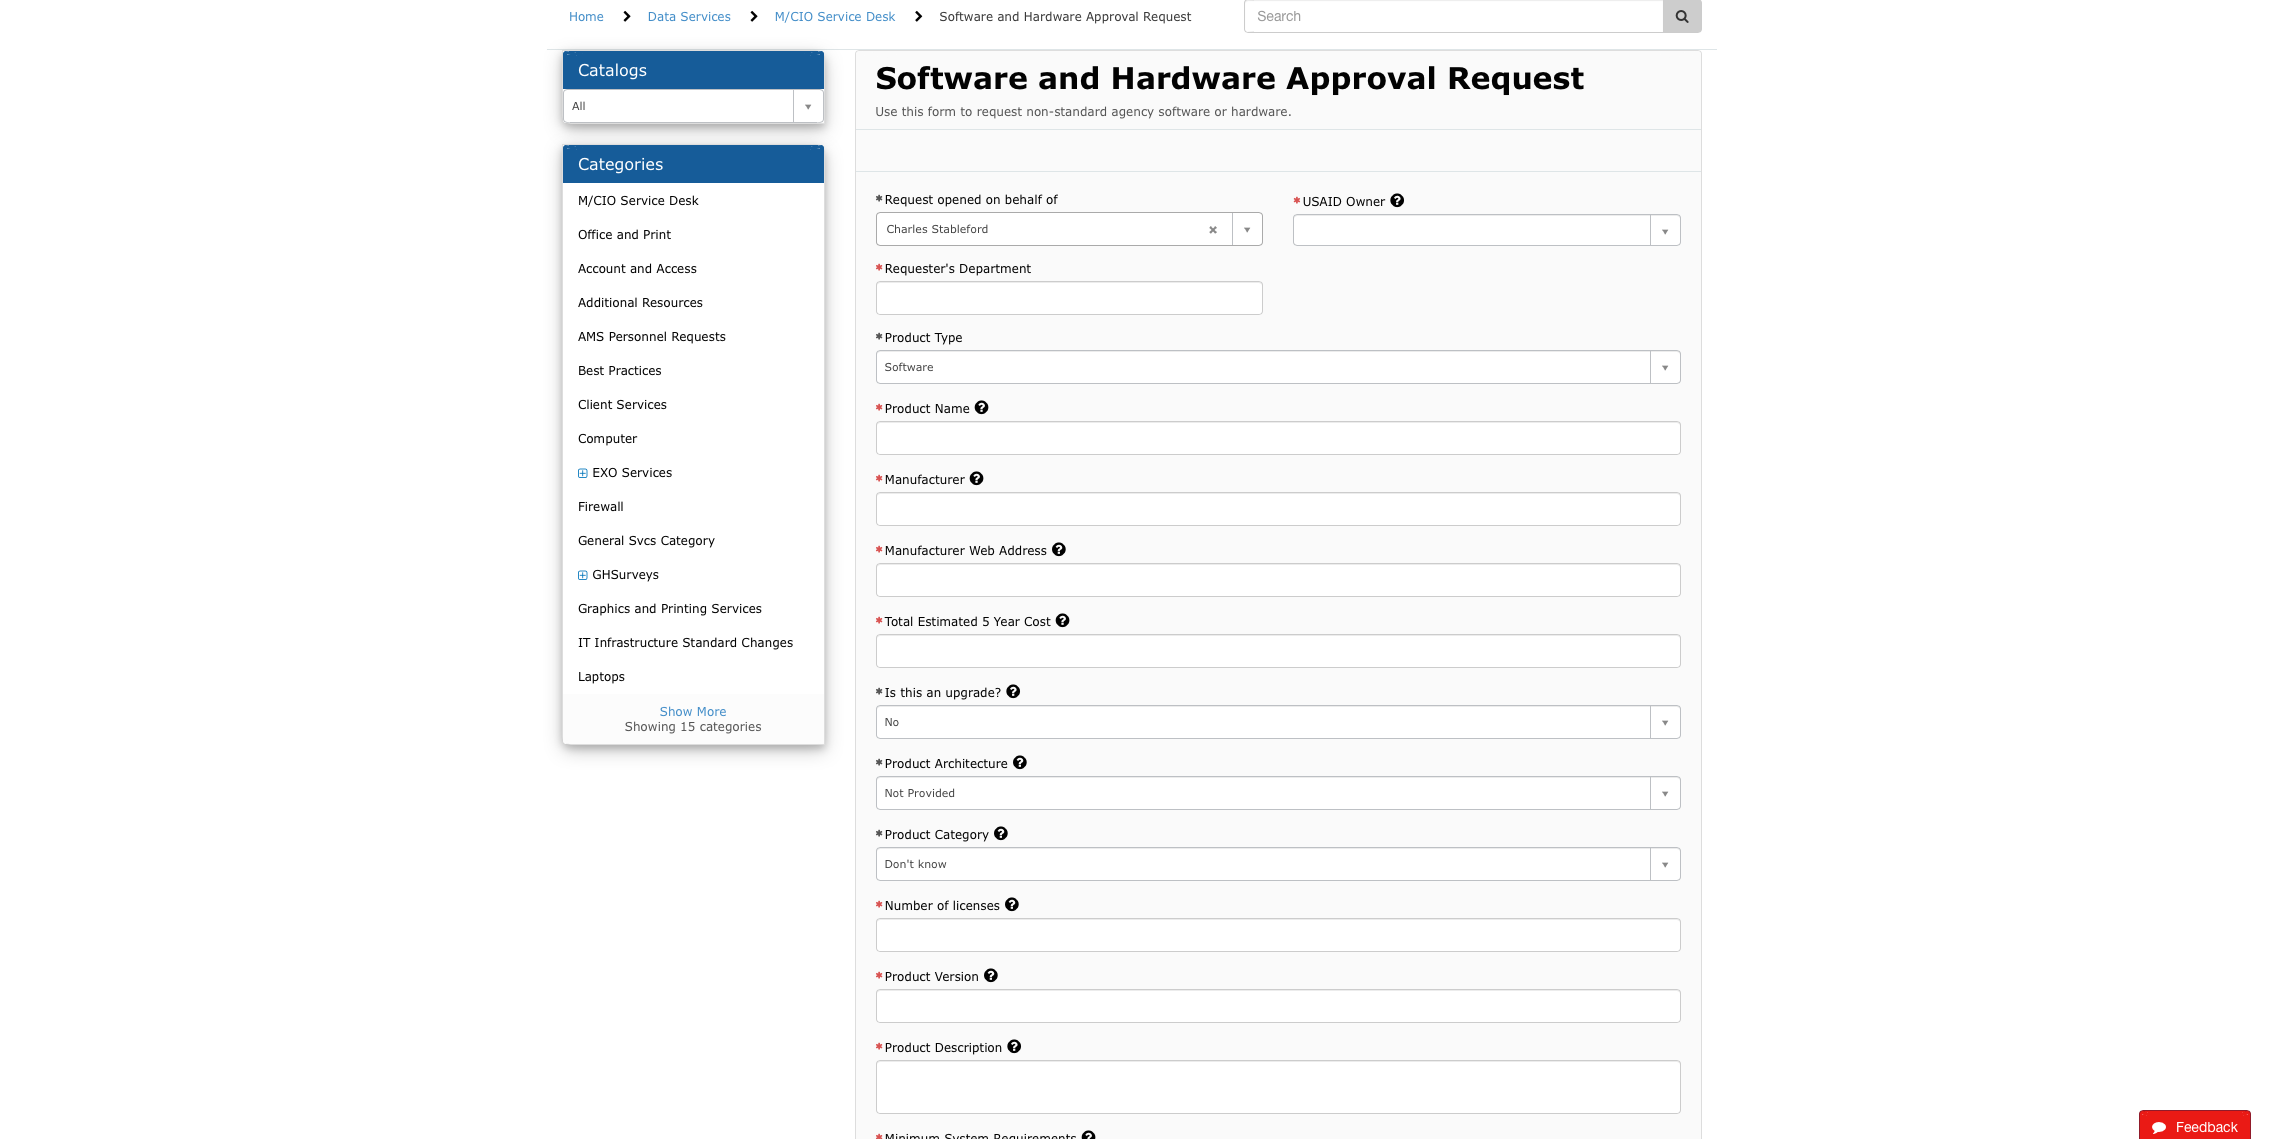 Home > Data Services > M/CIO Service Desk > Software and Hardware Approval Request
Search
Catalogs
All
Categories
M/CIO Service Desk
Office and Print
Account and Access
Additional Resources
AMS Personnel Requests
Best Practices
Client Services
Computer
EXO Services
Firewall
General Svcs Category
GHSurveys
Graphics and Printing Services
IT Infrastructure Standard Changes
Laptops
Show More
Showing 15 categories
Software and Hardware Approval Request
Use this form to request non-standard agency software or hardware.
* Request opened on behalf of
Charles Stableford
* USAID Owner
* Requester's Department
* Product Type
Software
* Product Name
* Manufacturer
* Manufacturer Web Address
* Total Estimated 5 Year Cost
* Is this an upgrade?
No
* Product Architecture
Not Provided
* Product Category
Don't know
* Number of licenses
* Product Version
* Product Description
* Minimum System Requirements
Feedback